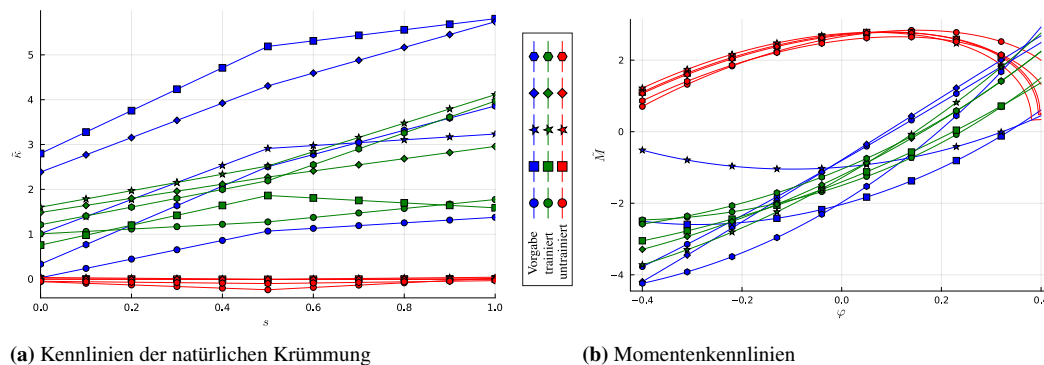 5
4
3
2
1
0
κ̃
0.0
0.2
0.4
0.6
0.8
1.0
s
Vorgabe
trainiert
untrainiert
2
0
−2
−4
M̃
−0.4
−0.2
0.0
0.2
0.4
φ
(a) Kennlinien der natürlichen Krümmung
(b) Momentenkennlinien